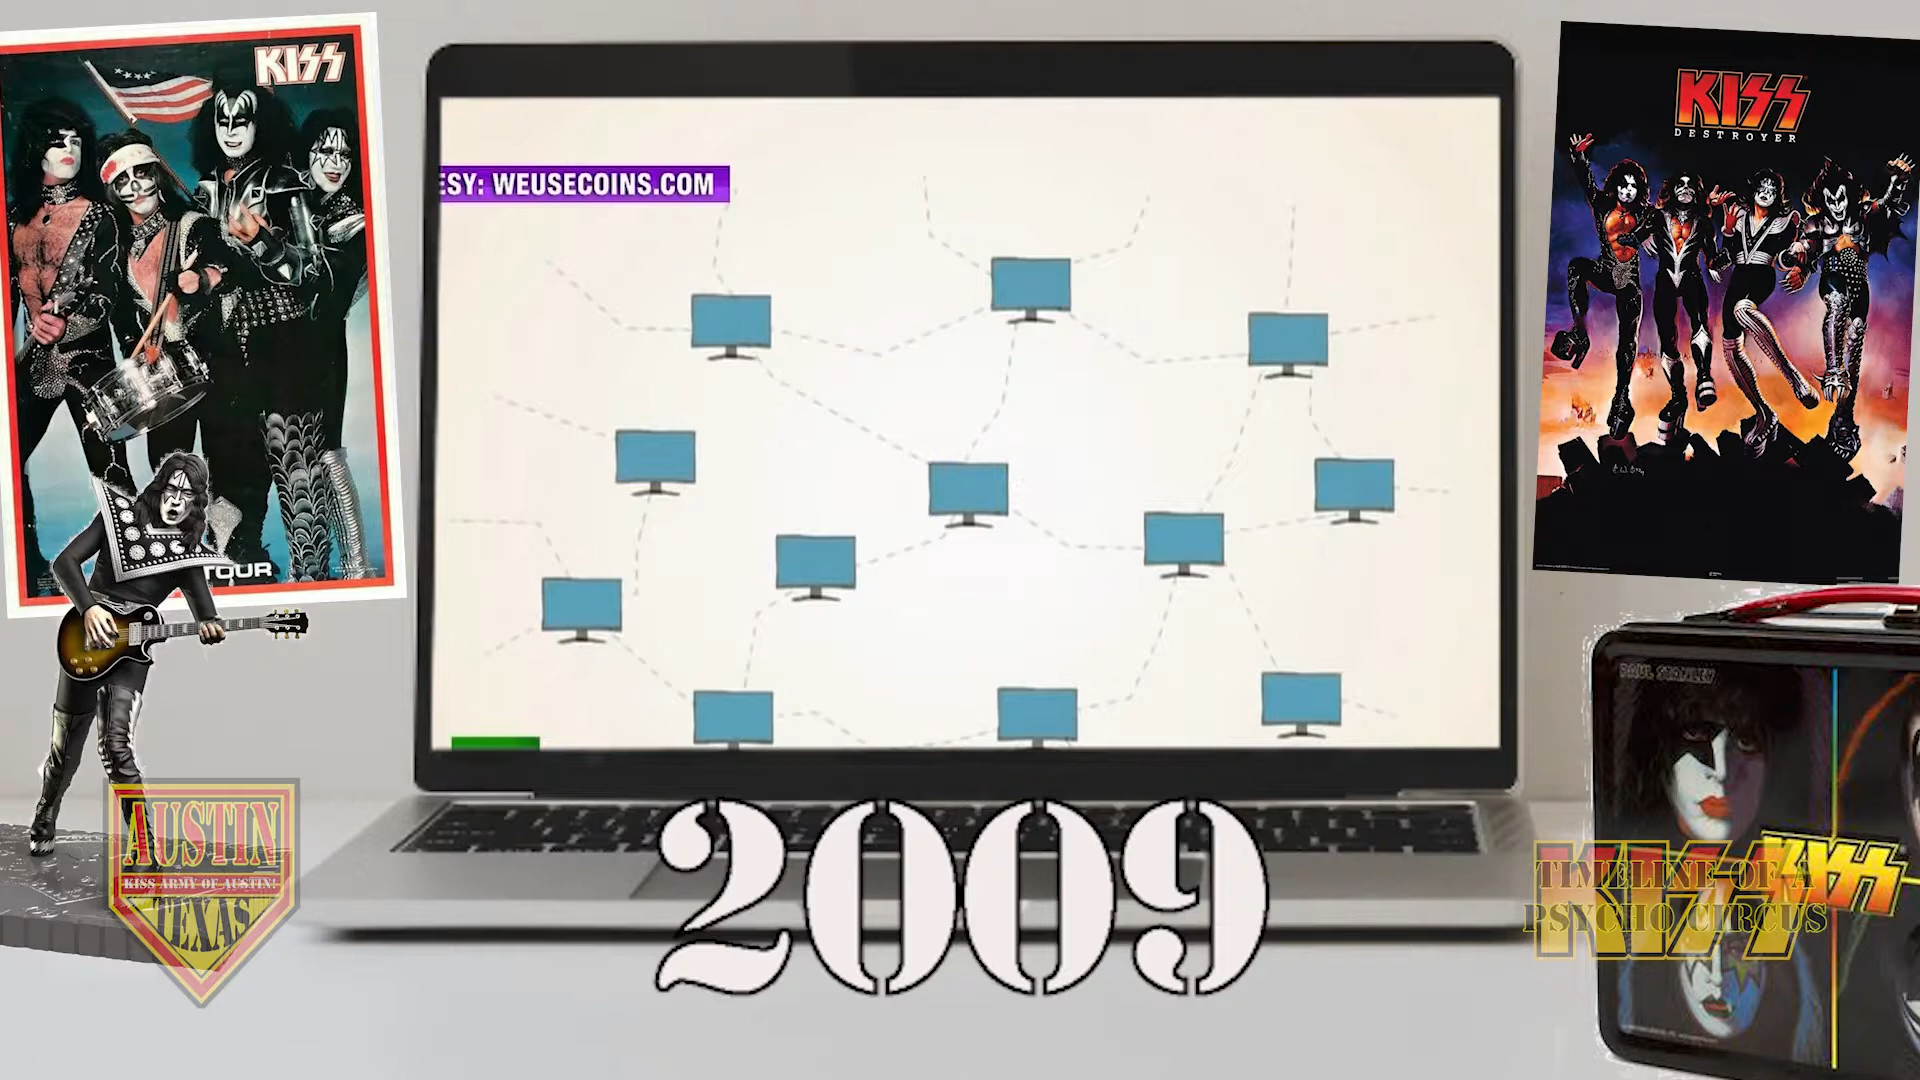 KISS
TOUR
ESY: WEUSECOINS.COM
KISS
DESTROYER
PAUL STANLEY
KISS
AUSTIN
KISS ARMY OF AUSTIN!
TEXAS
2009
TIMELINE OF A
PSYCHO CIRCUS
KISS